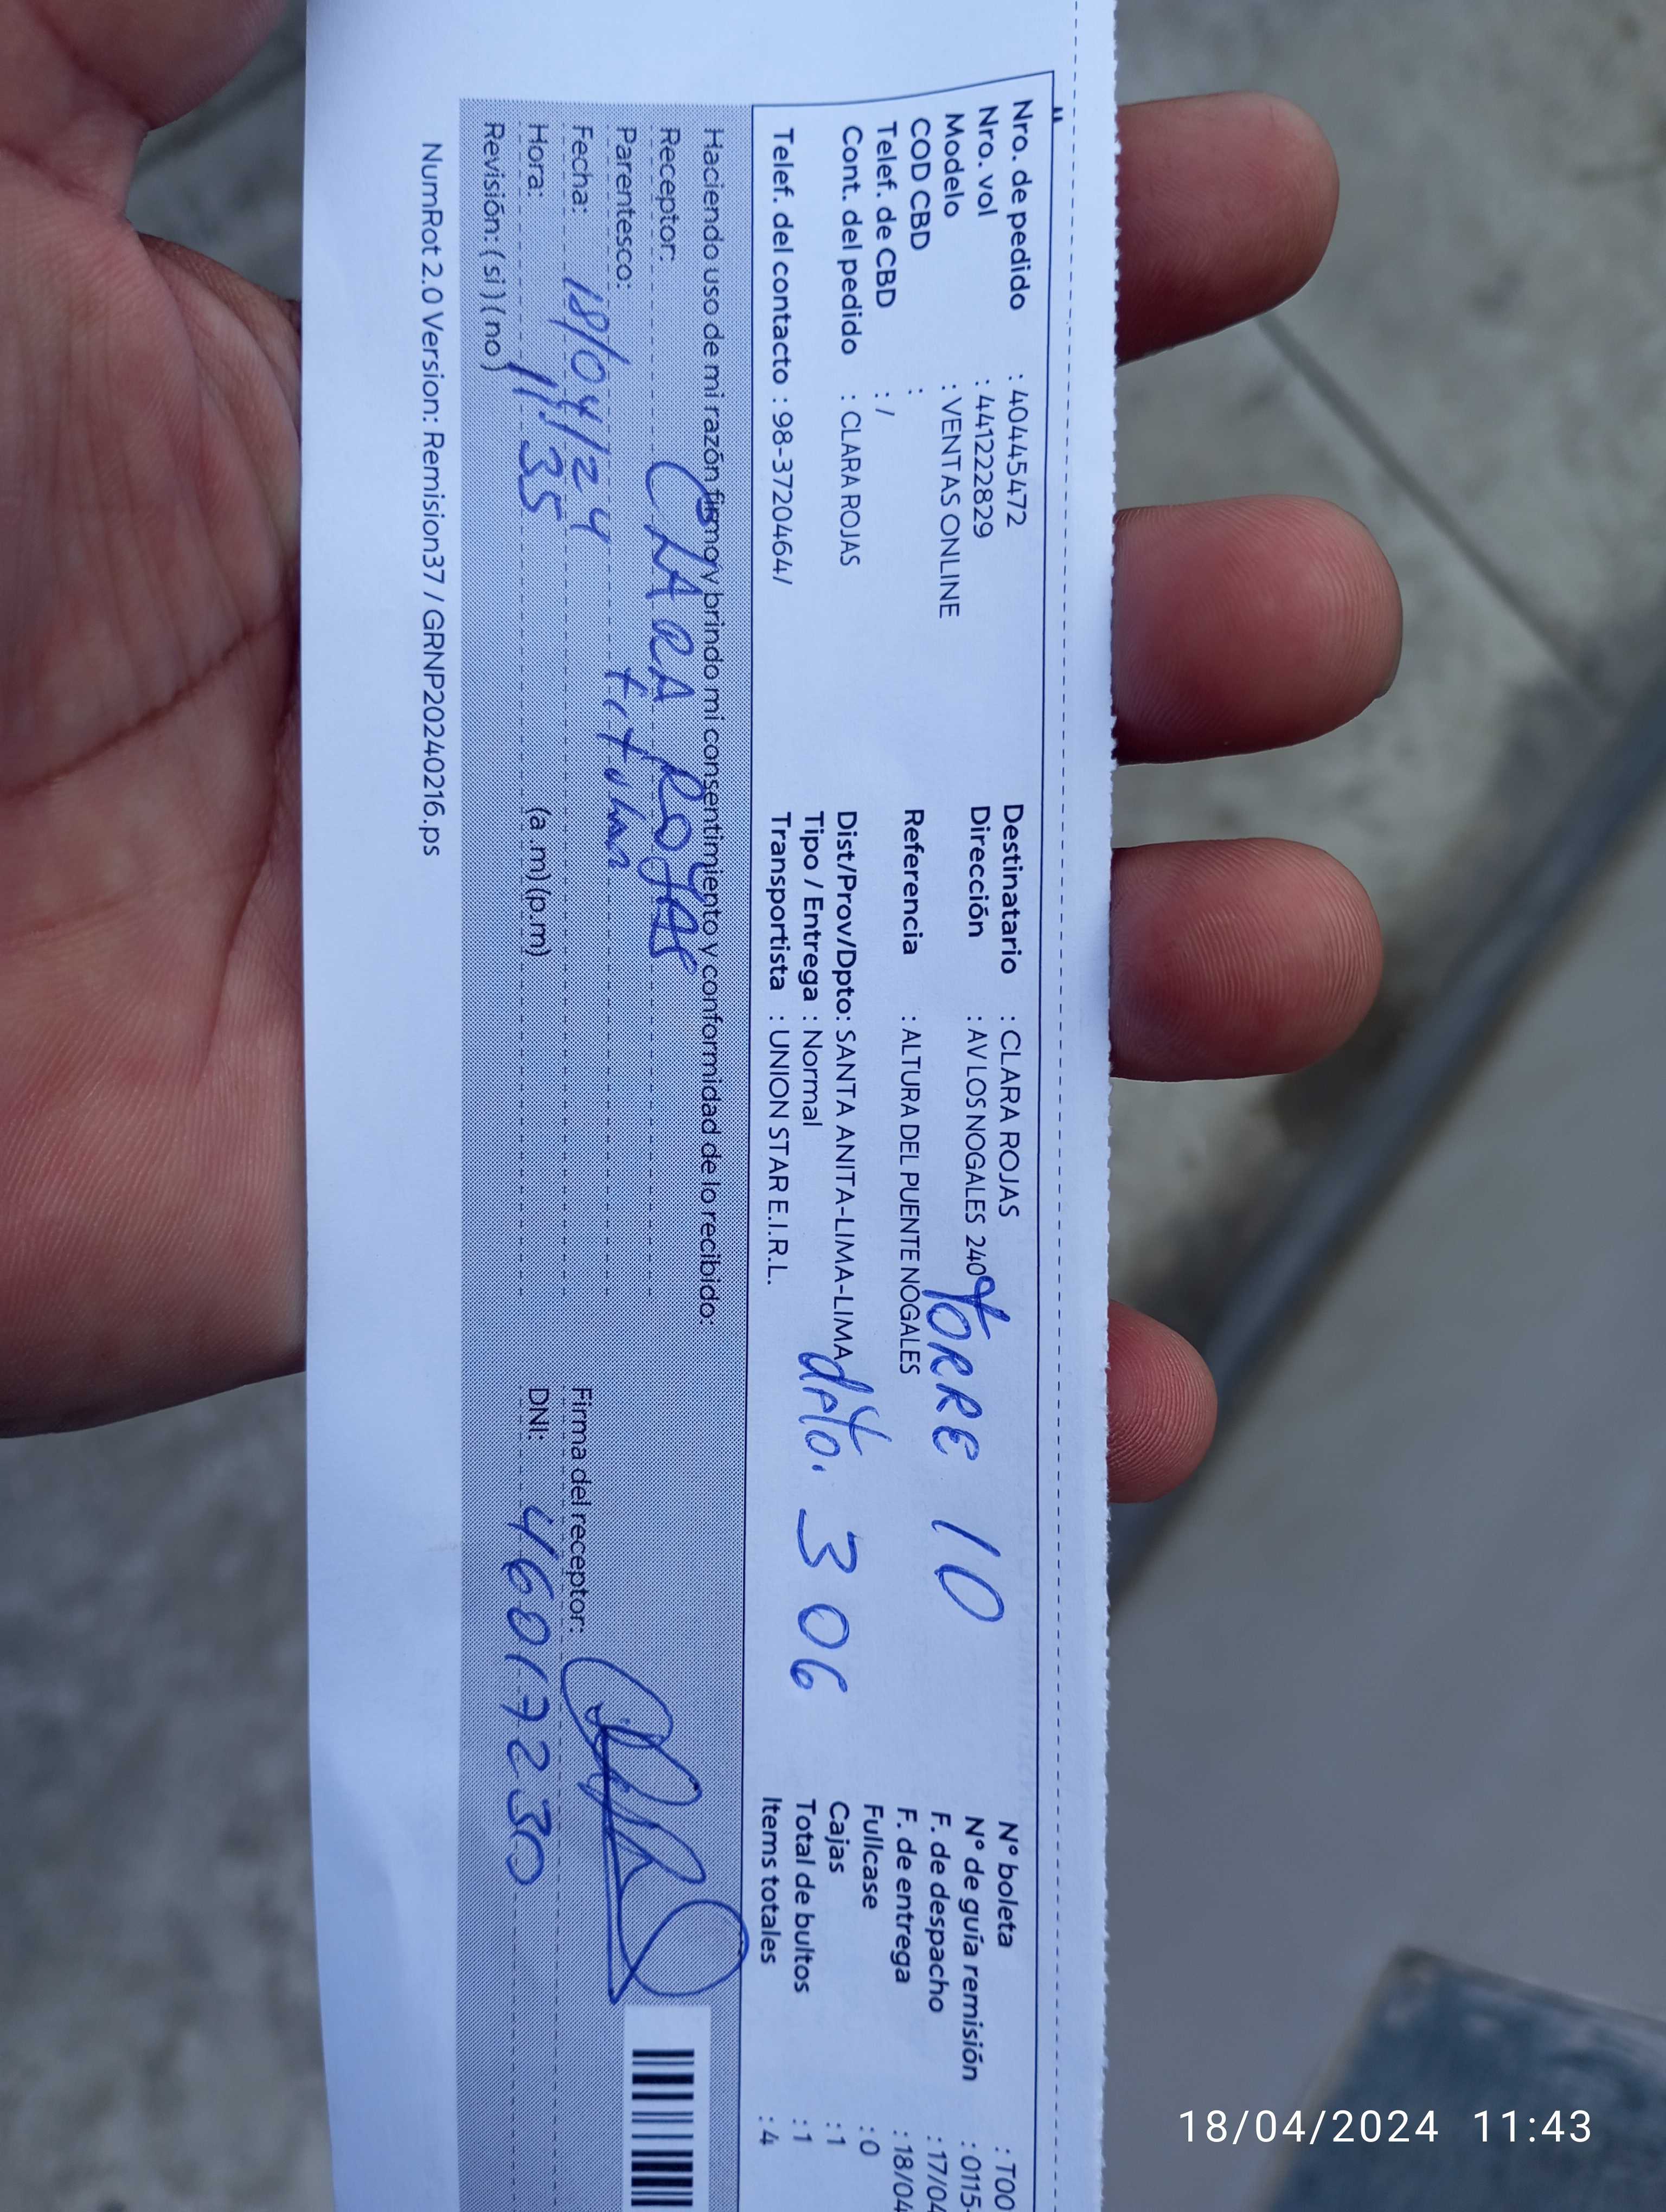 Nro. de pedido : 40445472
Nro. vol : 441222829
Modelo : VENTAS ONLINE
COD CBD :
Telef. de CBD : /
Cont. del pedido : CLARA ROJAS
Telef. del contacto : 98-3720464/
Destinatario : CLARA ROJAS
Dirección : AV LOS NOGALES 240
TORRE 10
Referencia : ALTURA DEL PUENTE NOGALES
Dist/Prov/Dpto: SANTA ANITA-LIMA-LIMA
dpto. 306
Tipo / Entrega : Normal
Transportista : UNION STAR E.I.R.L.
N° boleta : T00
N° de guía remisión : 0115-
F. de despacho : 17/04
F. de entrega : 18/04
Fullcase : 0
Cajas : 1
Total de bultos : 1
Items totales : 4
Haciendo uso de mi razón firmo y brindo mi consentimiento y conformidad de lo recibido:
Receptor: CLARA ROJAS
Parentesco: titular
Fecha: 18/04/24
Hora: 11:35 (a.m)(p.m)
Revisión: (si) (no)
Firma del receptor:
DNI: 46017230
NumRot 2.0 Version: Remision37 / GRNP20240216.ps
18/04/2024 11:43